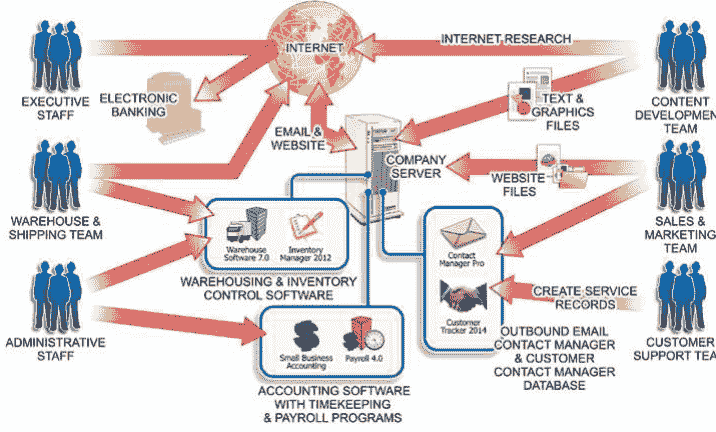 INTERNET
INTERNET RESEARCH
EXECUTIVE
STAFF
ELECTRONIC
BANKING
EMAIL &
WEBSITE
TEXT &
GRAPHICS
FILES
CONTENT
DEVELOPMEN
TEAM
COMPANY
SERVER
WEBSITE
FILES
WAREHOUSE &
SHIPPING TEAM
SALES &
MARKETING
TEAM
Warehouse
Software 7.0
Inventory
Manager 2012
WAREHOUSING & INVENTORY
CONTROL SOFTWARE
Contact
Manager Pro
CREATE SERVICE
RECORDS
Customer
Tracker 2014
ADMINISTRATIVE
STAFF
OUTBOUND EMAIL
CONTACT MANAGER
& CUSTOMER
CONTACT MANAGER
DATABASE
CUSTOMER
SUPPORT TEA
Small Business
Accounting
Payroll 4.0
ACCOUNTING SOFTWARE
WITH TIMEKEEPING
& PAYROLL PROGRAMS